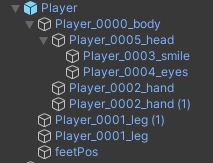 Player
Player_0000_body
Player_0005_head
Player_0003_smile
Player_0004_eyes
Player_0002_hand
Player_0002_hand (1)
Player_0001_leg (1)
Player_0001_leg
feetPos